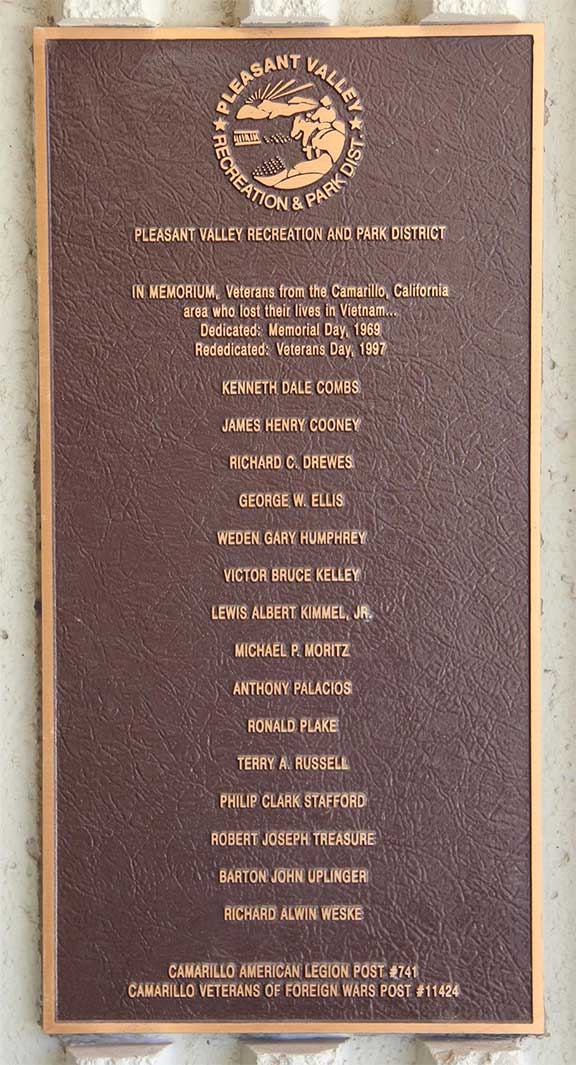 ★ PLEASANT VALLEY ★
RECREATION & PARK DIST.
PLEASANT VALLEY RECREATION AND PARK DISTRICT
IN MEMORIUM, Veterans from the Camarillo, California
area who lost their lives in Vietnam...
Dedicated: Memorial Day, 1969
Rededicated: Veterans Day, 1997
KENNETH DALE COMBS
JAMES HENRY COONEY
RICHARD C. DREWES
GEORGE W. ELLIS
WEDEN GARY HUMPHREY
VICTOR BRUCE KELLEY
LEWIS ALBERT KIMMEL, JR.
MICHAEL P. MORITZ
ANTHONY PALACIOS
RONALD PLAKE
TERRY A. RUSSELL
PHILIP CLARK STAFFORD
ROBERT JOSEPH TREASURE
BARTON JOHN UPLINGER
RICHARD ALWIN WESKE
CAMARILLO AMERICAN LEGION POST #741
CAMARILLO VETERANS OF FOREIGN WARS POST #11424